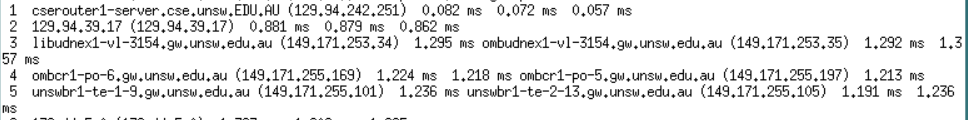 1 cserouter1-server.cse.unsw.EDU.AU (129.94.242.251) 0.082 ms 0.072 ms 0.057 ms
2 129.94.39.17 (129.94.39.17) 0.881 ms 0.879 ms 0.862 ms
3 libudnex1-vl-3154.gw.unsw.edu.au (149.171.253.34) 1.295 ms ombudnex1-vl-3154.gw.unsw.edu.au (149.171.253.35) 1.292 ms 1.3
57 ms
4 ombcr1-po-6.gw.unsw.edu.au (149.171.255.169) 1.224 ms 1.218 ms ombcr1-po-5.gw.unsw.edu.au (149.171.255.197) 1.213 ms
5 unswbr1-te-1-9.gw.unsw.edu.au (149.171.255.101) 1.236 ms unswbr1-te-2-13.gw.unsw.edu.au (149.171.255.105) 1.191 ms 1.236
ms